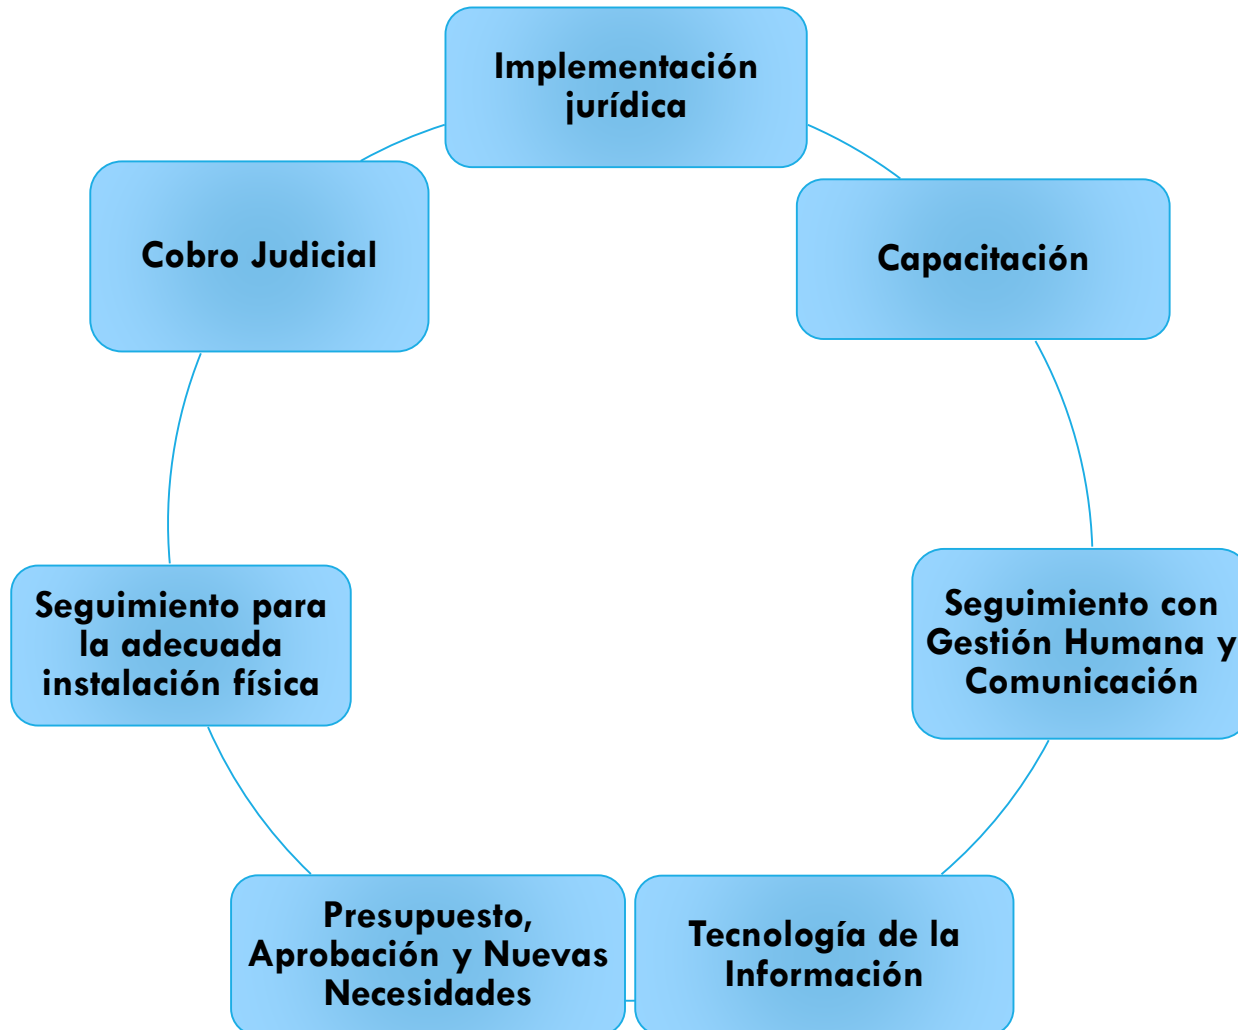 Implementación
jurídica
Cobro Judicial
Capacitación
Seguimiento para
la adecuada
instalación física
Seguimiento con
Gestión Humana y
Comunicación
Presupuesto,
Aprobación y Nuevas
Necesidades
Tecnología de la
Información